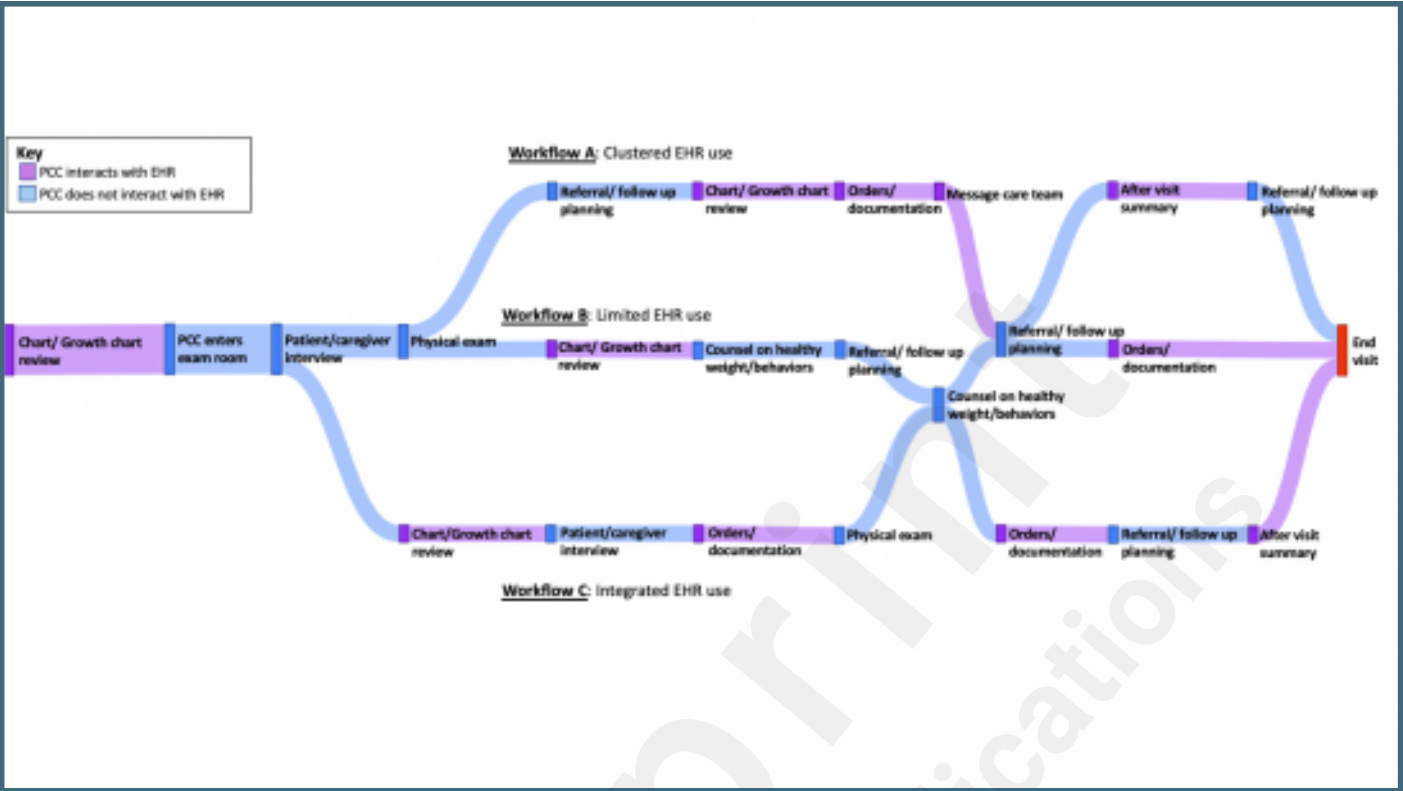 Key
PCC interacts with EHR
PCC does not interact with EHR
Workflow A: Clustered EHR use
Referral/ follow up
planning
Chart/ Growth chart
review
Orders/
documentation
Message care team
After visit
summary
Referral/ follow up
planning
Chart/ Growth chart
review
PCC enters
exam room
Patient/caregiver
interview
Physical exam
Workflow B: Limited EHR use
Chart/ Growth chart
review
Counsel on healthy
weight/behaviors
Referral/ follow up
planning
Counsel on healthy
weight/behaviors
Referral/ follow up
planning
Orders/
documentation
End
visit
Chart/Growth chart
review
Patient/caregiver
interview
Orders/
documentation
Physical exam
Orders/
documentation
Referral/ follow up
planning
After visit
summary
Workflow C: Integrated EHR use
print
ications